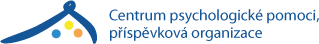 Centrum psychologické pomoci,
příspěvková organizace